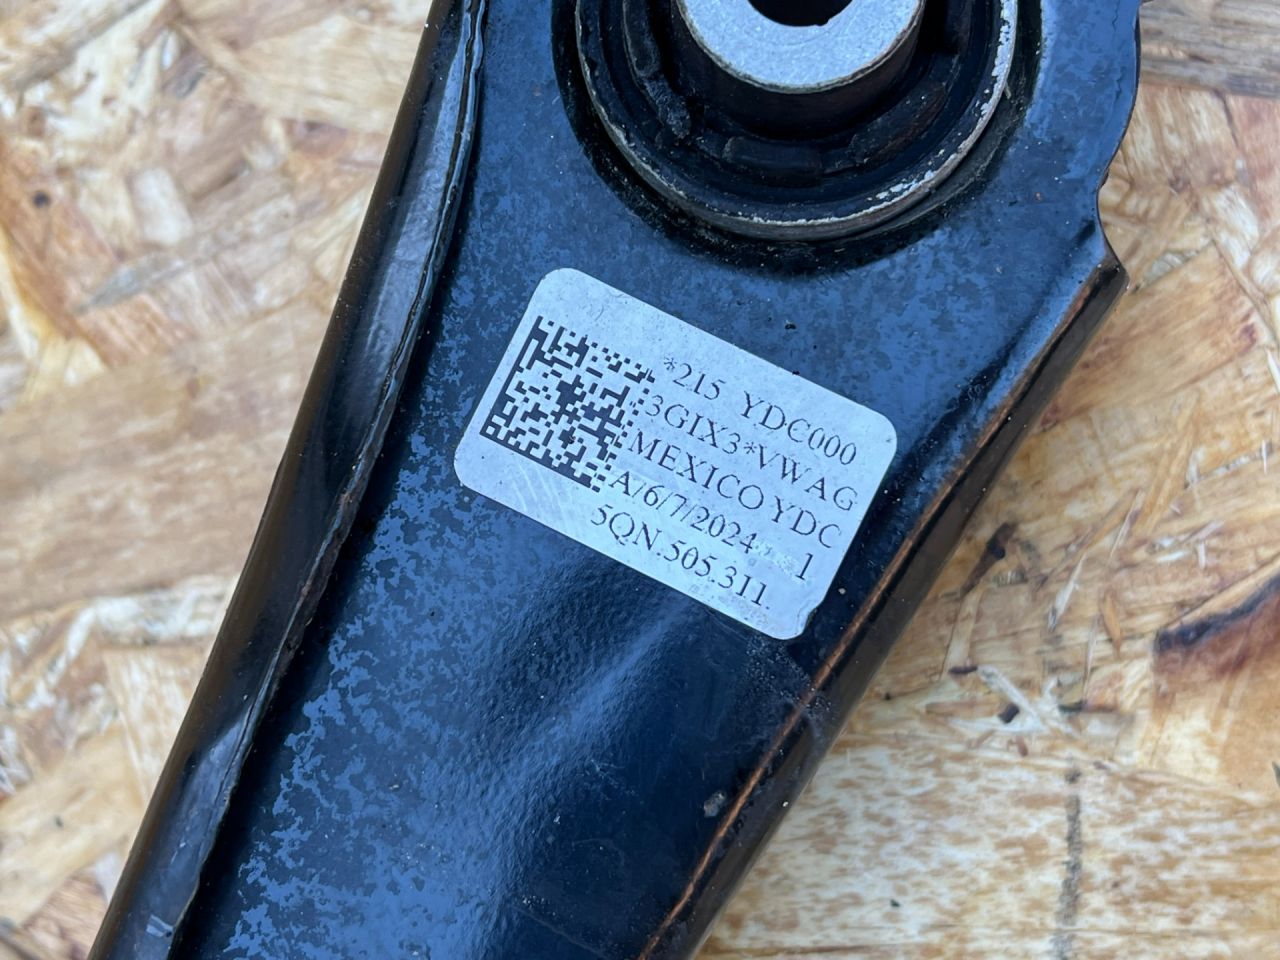 *215 YDC000
3GIX3*VWAG
MEXICO YDC
A/6/7/2024 1
5QN.505.311.